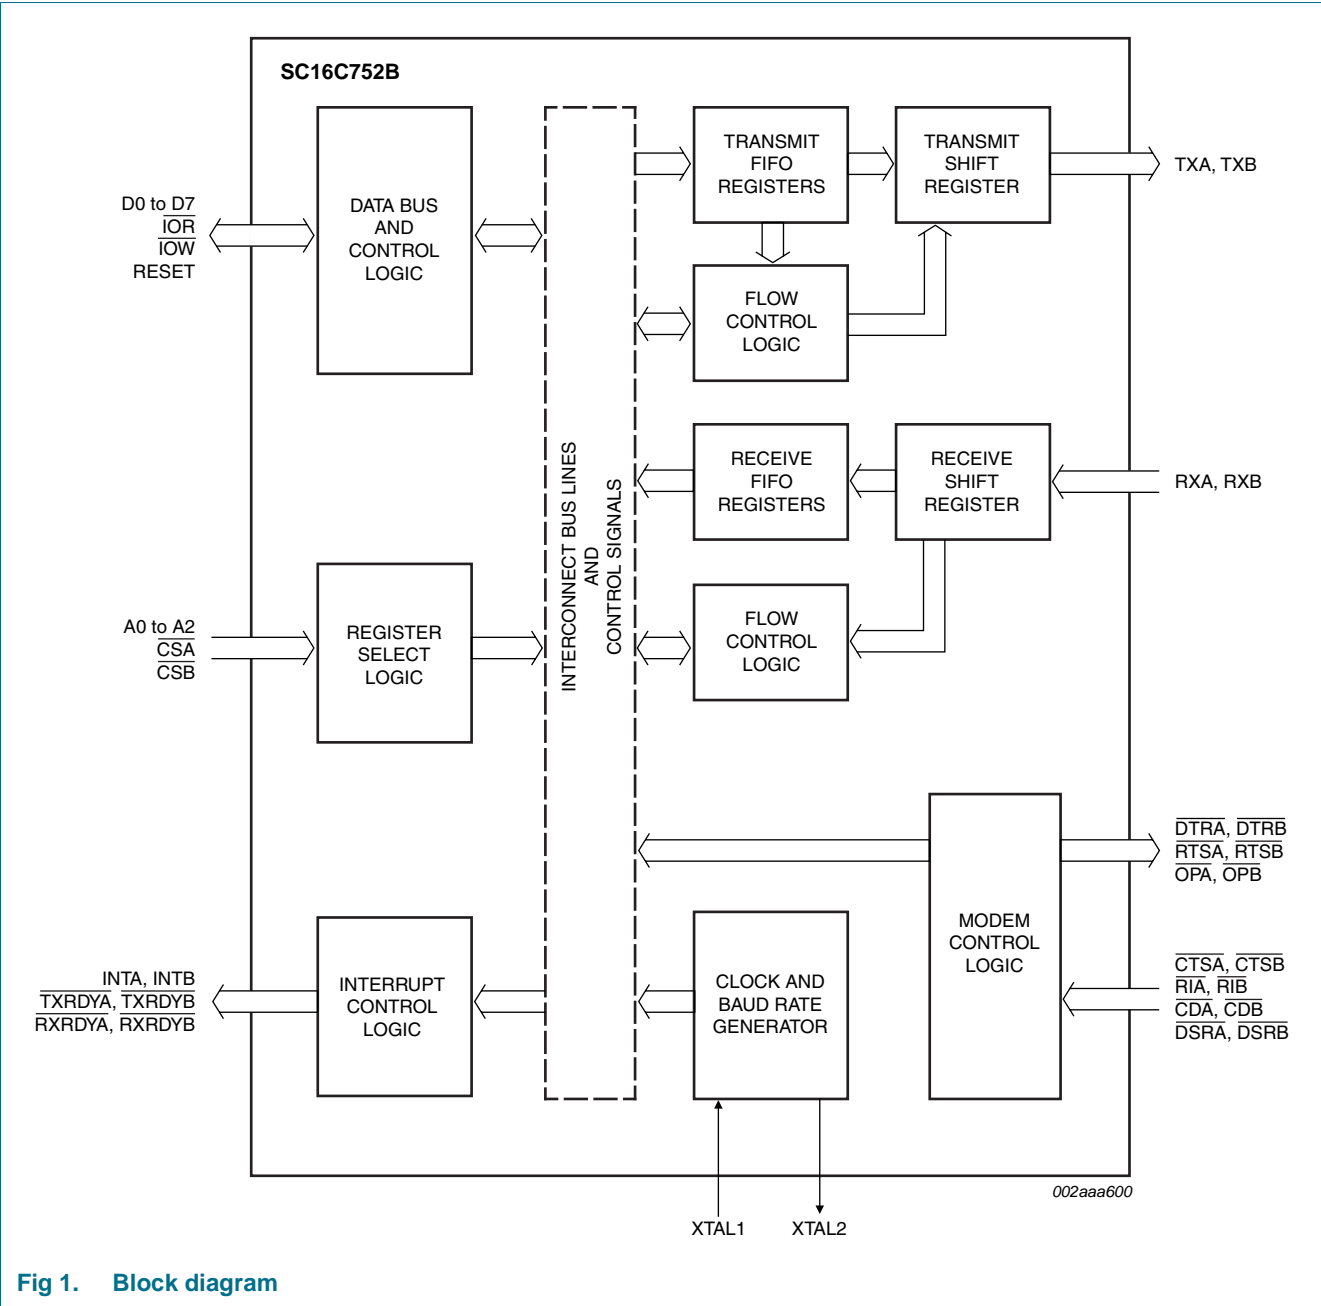 SC16C752B
D0 to D7
IOR
IOW
RESET
DATA BUS
AND
CONTROL
LOGIC
TRANSMIT
FIFO
REGISTERS
TRANSMIT
SHIFT
REGISTER
TXA, TXB
FLOW
CONTROL
LOGIC
INTERCONNECT BUS LINES
AND
CONTROL SIGNALS
RECEIVE
FIFO
REGISTERS
RECEIVE
SHIFT
REGISTER
RXA, RXB
A0 to A2
CSA
CSB
REGISTER
SELECT
LOGIC
FLOW
CONTROL
LOGIC
DTRA, DTRB
RTSA, RTSB
OPA, OPB
MODEM
CONTROL
LOGIC
CTSA, CTSB
RIA, RIB
CDA, CDB
DSRA, DSRB
INTA, INTB
TXRDYA, TXRDYB
RXRDYA, RXRDYB
INTERRUPT
CONTROL
LOGIC
CLOCK AND
BAUD RATE
GENERATOR
002aaa600
XTAL1
XTAL2
Fig 1. Block diagram